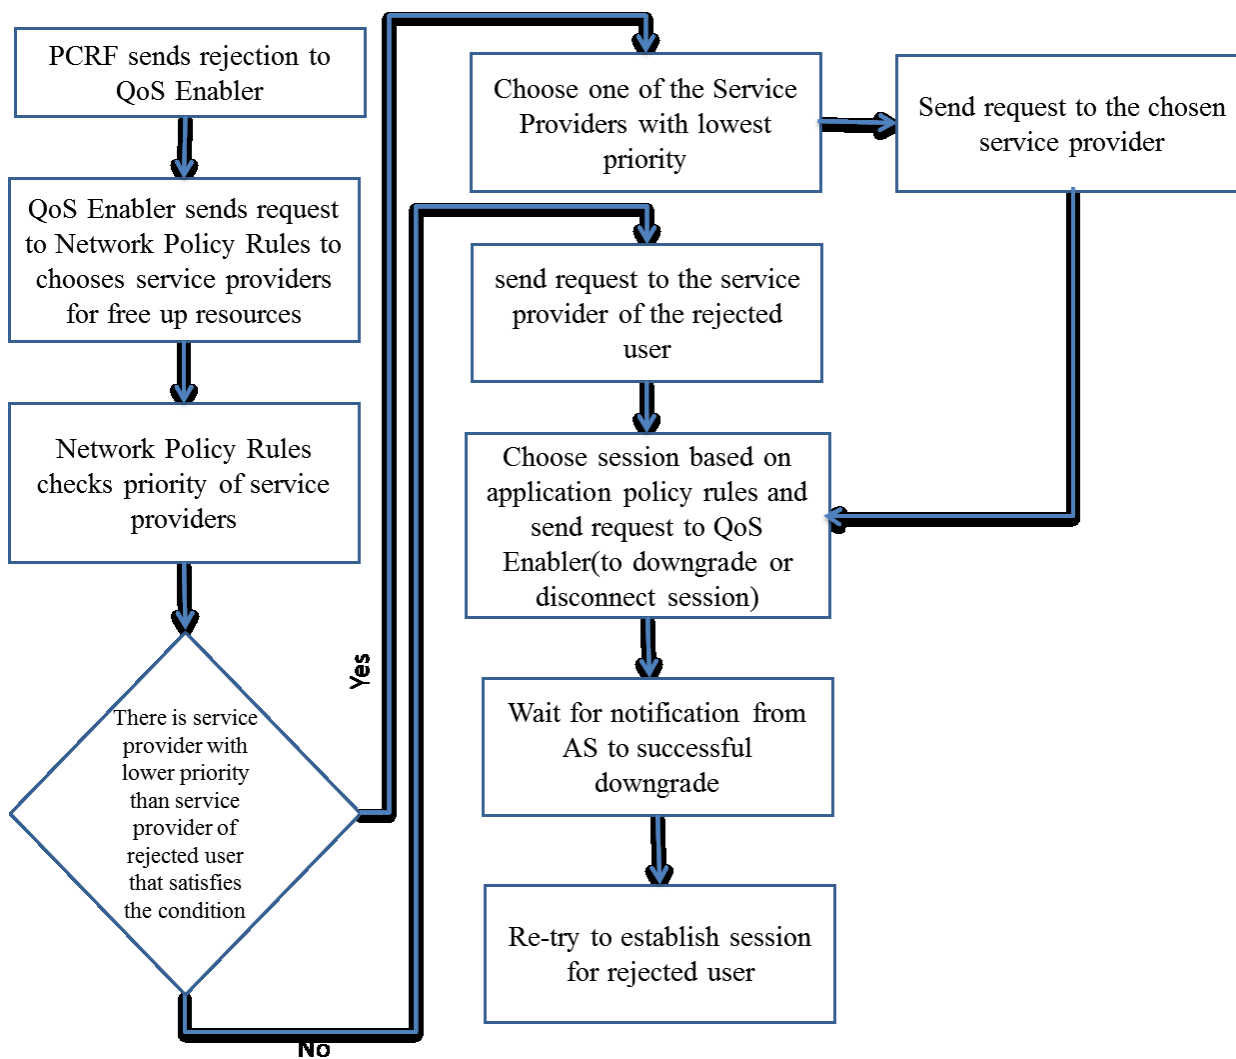 PCRF sends rejection to
QoS Enabler
QoS Enabler sends request
to Network Policy Rules to
chooses service providers
for free up resources
Network Policy Rules
checks priority of service
providers
There is service
provider with
lower priority
than service
provider of
rejected user
that satisfies
the condition
Yes
No
Choose one of the Service
Providers with lowest
priority
Send request to the chosen
service provider
send request to the service
provider of the rejected
user
Choose session based on
application policy rules and
send request to QoS
Enabler(to downgrade or
disconnect session)
Wait for notification from
AS to successful
downgrade
Re-try to establish session
for rejected user